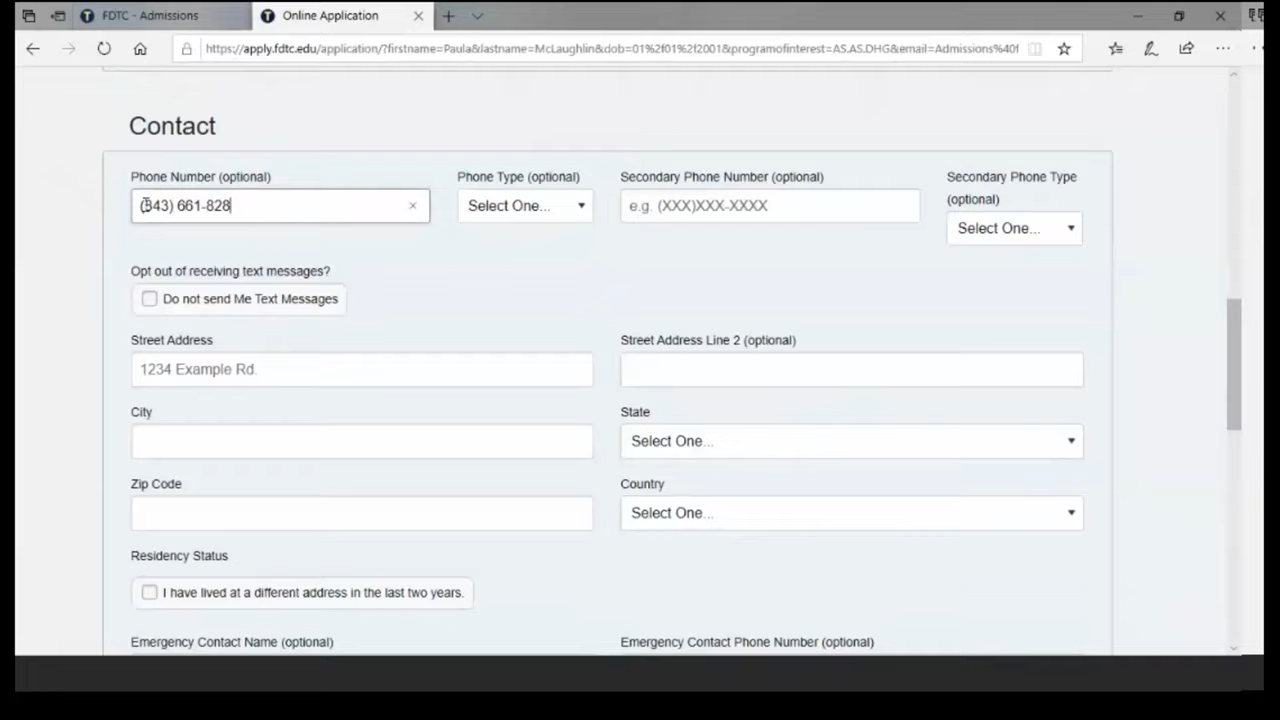 FDTC - Admissions
Online Application
https://apply.fdtc.edu/application/?firstname=Paula&lastname=McLaughlin&dob=01%2f01%2f2001&programofinterest=AS.AS.DHG&email=Admissions%40f
Contact
Phone Number (optional)
Phone Type (optional)
Secondary Phone Number (optional)
Secondary Phone Type (optional)
(843) 661-828
Select One...
e.g. (XXX)XXX-XXXX
Select One...
Opt out of receiving text messages?
Do not send Me Text Messages
Street Address
Street Address Line 2 (optional)
1234 Example Rd.
City
State
Select One...
Zip Code
Country
Select One...
Residency Status
I have lived at a different address in the last two years.
Emergency Contact Name (optional)
Emergency Contact Phone Number (optional)